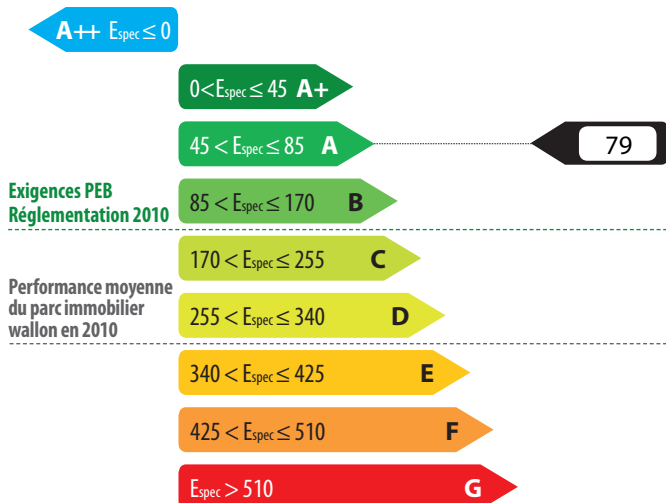 A++ Espec ≤ 0
0 < Espec ≤ 45 A+
45 < Espec ≤ 85 A
79
Exigences PEB
Réglementation 2010
85 < Espec ≤ 170 B
170 < Espec ≤ 255 C
Performance moyenne
du parc immobilier
wallon en 2010
255 < Espec ≤ 340 D
340 < Espec ≤ 425 E
425 < Espec ≤ 510 F
Espec > 510 G